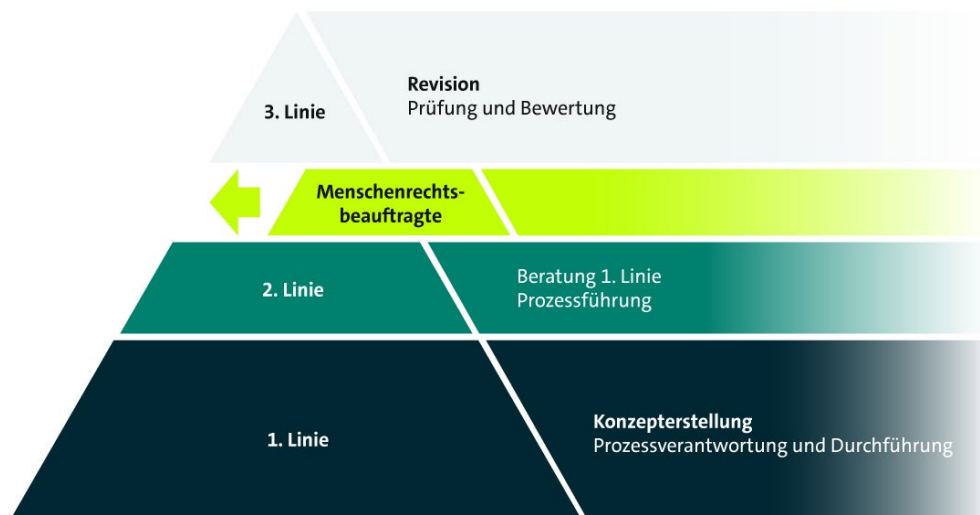 3. Linie
Revision
Prüfung und Bewertung
Menschenrechts-
beauftragte
2. Linie
Beratung 1. Linie
Prozessführung
1. Linie
Konzepterstellung
Prozessverantwortung und Durchführung